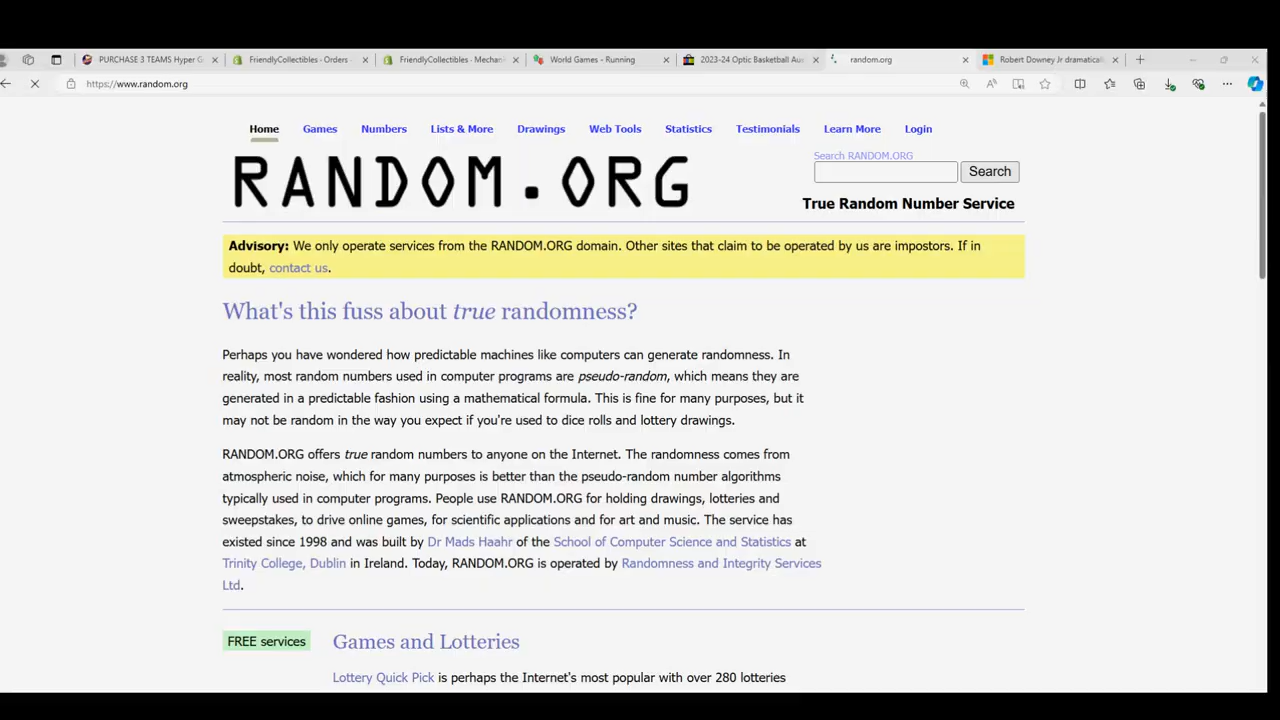 PURCHASE 3 TEAMS Hyper G
FriendlyCollectibles · Orders ·
FriendlyCollectibles · Mechan
World Games - Running
2023-24 Optic Basketball Au
random.org
Robert Downey Jr dramatical
https://www.random.org
Home Games Numbers Lists & More Drawings Web Tools Statistics Testimonials Learn More Login
RANDOM.ORG
Search RANDOM.ORG
Search
True Random Number Service
Advisory: We only operate services from the RANDOM.ORG domain. Other sites that claim to be operated by us are impostors. If in
doubt, contact us.
What's this fuss about true randomness?
Perhaps you have wondered how predictable machines like computers can generate randomness. In
reality, most random numbers used in computer programs are pseudo-random, which means they are
generated in a predictable fashion using a mathematical formula. This is fine for many purposes, but it
may not be random in the way you expect if you're used to dice rolls and lottery drawings.
RANDOM.ORG offers true random numbers to anyone on the Internet. The randomness comes from
atmospheric noise, which for many purposes is better than the pseudo-random number algorithms
typically used in computer programs. People use RANDOM.ORG for holding drawings, lotteries and
sweepstakes, to drive online games, for scientific applications and for art and music. The service has
existed since 1998 and was built by Dr Mads Haahr of the School of Computer Science and Statistics at
Trinity College, Dublin in Ireland. Today, RANDOM.ORG is operated by Randomness and Integrity Services
Ltd.
FREE services
Games and Lotteries
Lottery Quick Pick is perhaps the Internet's most popular with over 280 lotteries